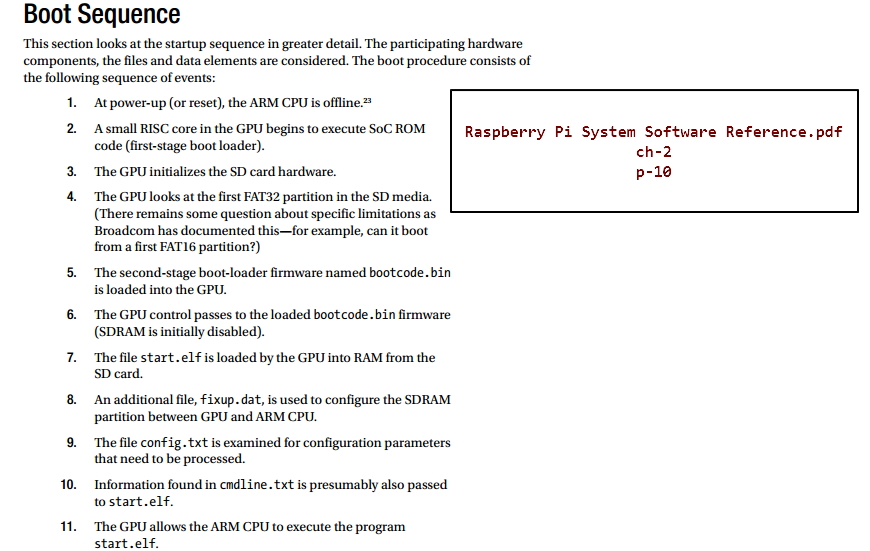 Boot Sequence
This section looks at the startup sequence in greater detail. The participating hardware
components, the files and data elements are considered. The boot procedure consists of
the following sequence of events:
1. At power-up (or reset), the ARM CPU is offline.23
2. A small RISC core in the GPU begins to execute SoC ROM
code (first-stage boot loader).
3. The GPU initializes the SD card hardware.
4. The GPU looks at the first FAT32 partition in the SD media.
(There remains some question about specific limitations as
Broadcom has documented this—for example, can it boot
from a first FAT16 partition?)
5. The second-stage boot-loader firmware named bootcode.bin
is loaded into the GPU.
6. The GPU control passes to the loaded bootcode.bin firmware
(SDRAM is initially disabled).
7. The file start.elf is loaded by the GPU into RAM from the
SD card.
8. An additional file, fixup.dat, is used to configure the SDRAM
partition between GPU and ARM CPU.
9. The file config.txt is examined for configuration parameters
that need to be processed.
10. Information found in cmdline.txt is presumably also passed
to start.elf.
11. The GPU allows the ARM CPU to execute the program
start.elf.
Raspberry Pi System Software Reference.pdf
ch-2
p-10